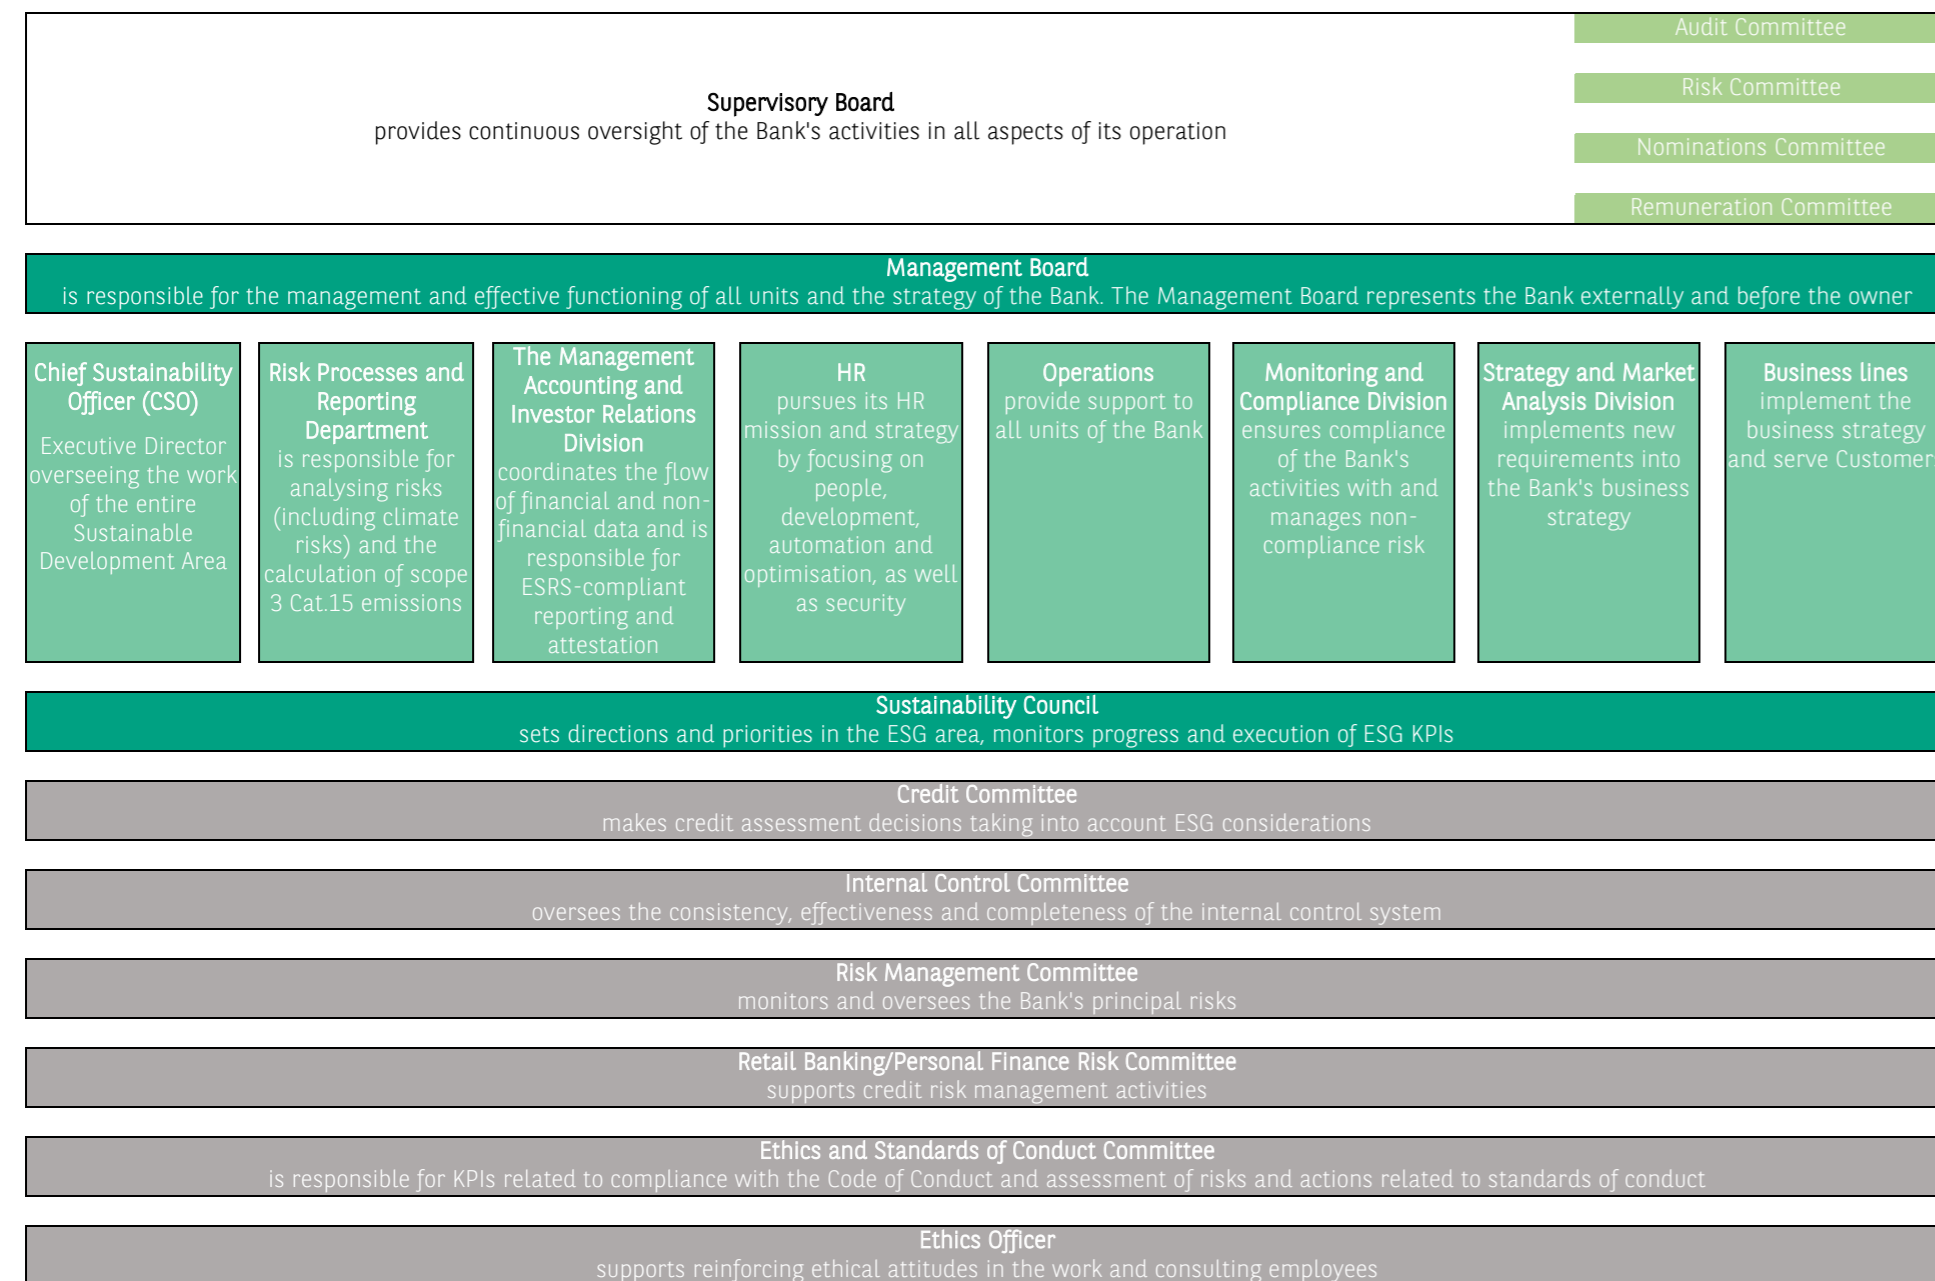 Audit Committee
Risk Committee
Nominations Committee
Remuneration Committee
Supervisory Board
provides continuous oversight of the Bank's activities in all aspects of its operation
Management Board
is responsible for the management and effective functioning of all units and the strategy of the Bank. The Management Board represents the Bank externally and before the owner
Chief Sustainability
Officer (CSO)
Executive Director
overseeing the work
of the entire
Sustainable
Development Area
Risk Processes and
Reporting
Department
is responsible for
analysing risks
(including climate
risks) and the
calculation of scope
3 Cat.15 emissions
The Management
Accounting and
Investor Relations
Division
coordinates the flow
of financial and non-
financial data and is
responsible for
ESRS-compliant
reporting and
attestation
HR
pursues its HR
mission and strategy
by focusing on
people,
development,
automation and
optimisation, as well
as security
Operations
provide support to
all units of the Bank
Monitoring and
Compliance Division
ensures compliance
of the Bank's
activities with and
manages non-
compliance risk
Strategy and Market
Analysis Division
implements new
requirements into
the Bank's business
strategy
Business lines
implement the
business strategy
and serve Customers
Sustainability Council
sets directions and priorities in the ESG area, monitors progress and execution of ESG KPIs
Credit Committee
makes credit assessment decisions taking into account ESG considerations
Internal Control Committee
oversees the consistency, effectiveness and completeness of the internal control system
Risk Management Committee
monitors and oversees the Bank's principal risks
Retail Banking/Personal Finance Risk Committee
supports credit risk management activities
Ethics and Standards of Conduct Committee
is responsible for KPIs related to compliance with the Code of Conduct and assessment of risks and actions related to standards of conduct
Ethics Officer
supports reinforcing ethical attitudes in the work and consulting employees